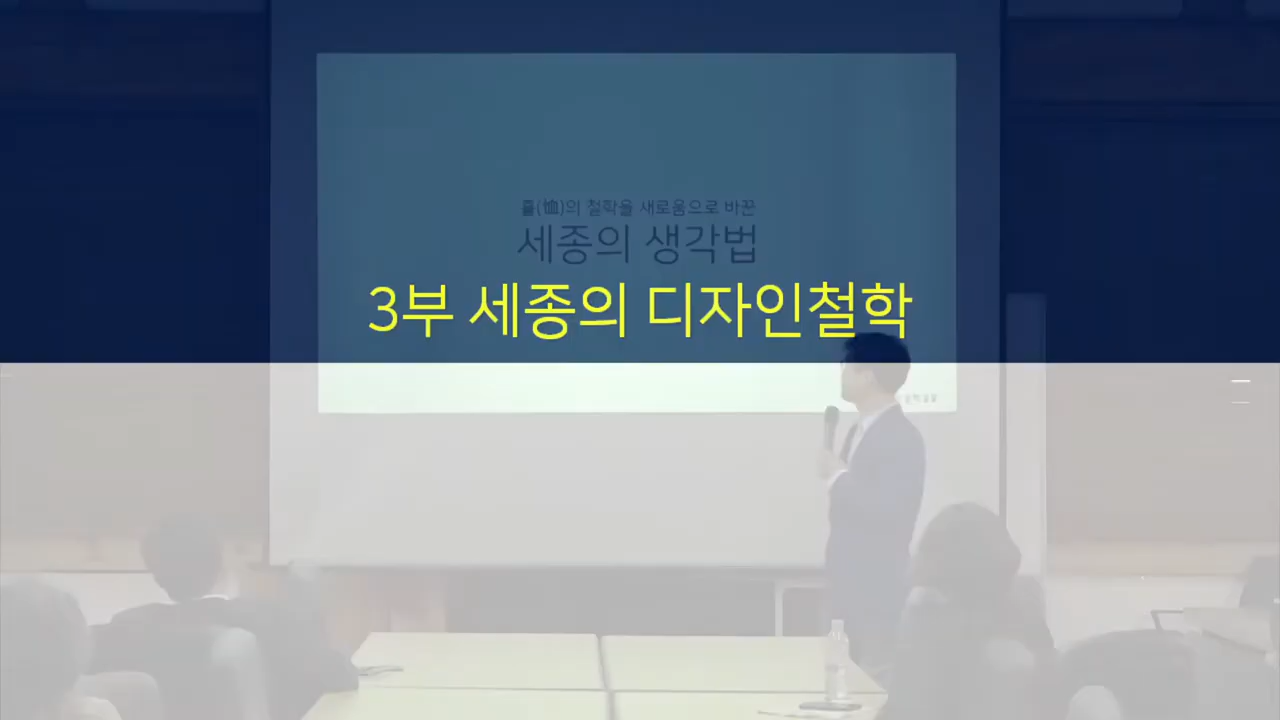 휼(恤)의 철학을 새로움으로 바꾼
세종의 생각법
3부 세종의 디자인철학